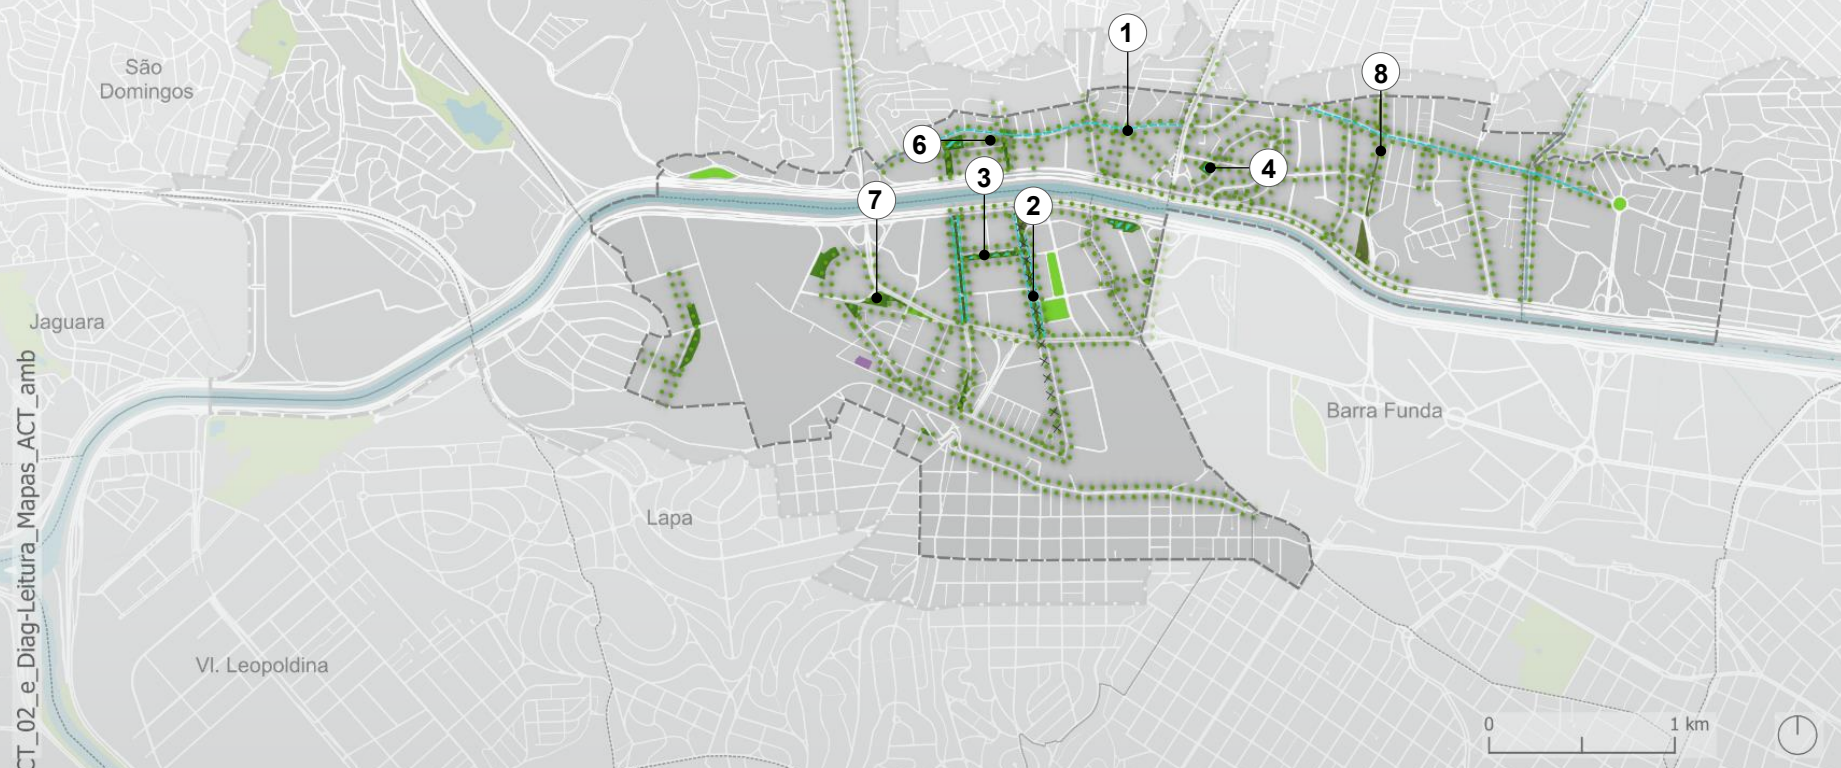 1
8
São
Domingos
6
3
4
7
2
Jaguara
CT_02_e_Diag-Leitura_Mapas_ACT_amb
Barra Funda
Lapa
Vl. Leopoldina
0
1 km